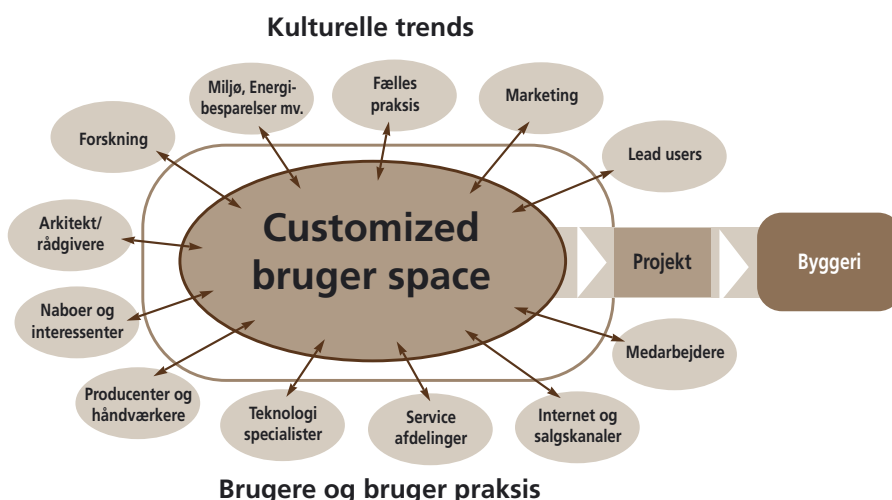 Kulturelle trends
Miljø, Energi-
besparelser mv.
Fælles
praksis
Marketing
Forskning
Lead users
Arkitekt/
rådgivere
Customized
bruger space
Projekt
Byggeri
Naboer og
interessenter
Medarbejdere
Producenter og
håndværkere
Teknologi
specialister
Service
afdelinger
Internet og
salgskanaler
Brugere og bruger praksis